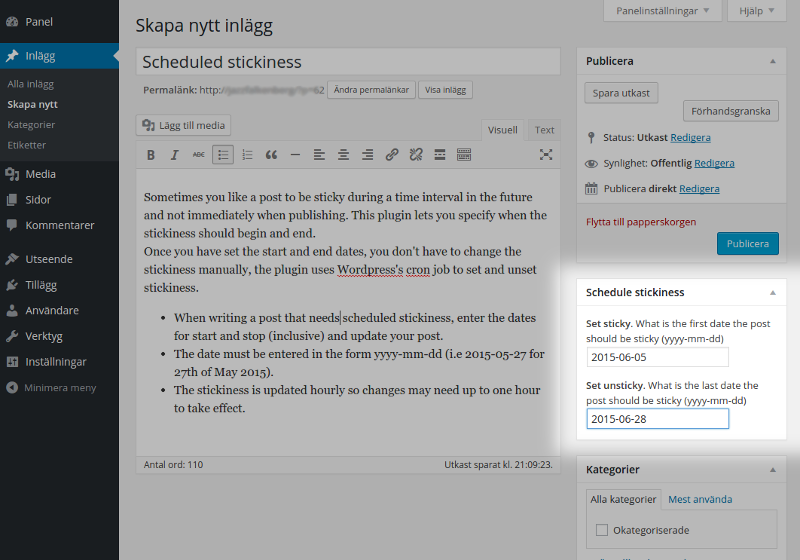 Panel
Inlägg
Alla inlägg
Skapa nytt
Kategorier
Etiketter
Media
Sidor
Kommentarer
Utseende
Tillägg
Användare
Verktyg
Inställningar
Minimera meny
Panelinställningar
Hjälp
Skapa nytt inlägg
Scheduled stickiness
Permalänk: http:/ 62 Ändra permalänkar Visa inlägg
Lägg till media
Visuell Text
B I ABC
Sometimes you like a post to be sticky during a time interval in the future
and not immediately when publishing. This plugin lets you specify when the
stickiness should begin and end.
Once you have set the start and end dates, you don't have to change the
stickiness manually, the plugin uses Wordpress's cron job to set and unset
stickiness.
• When writing a post that needs scheduled stickiness, enter the dates
for start and stop (inclusive) and update your post.
• The date must be entered in the form yyyy-mm-dd (i.e 2015-05-27 for
27th of May 2015).
• The stickiness is updated hourly so changes may need up to one hour
to take effect.
Antal ord: 110
Utkast sparat kl. 21:09:23.
Publicera
Spara utkast
Förhandsgranska
Status: Utkast Redigera
Synlighet: Offentlig Redigera
Publicera direkt Redigera
Flytta till papperskorgen
Publicera
Schedule stickiness
Set sticky. What is the first date the post
should be sticky (yyyy-mm-dd)
2015-06-05
Set unsticky. What is the last date the
post should be sticky (yyyy-mm-dd)
2015-06-28
Kategorier
Alla kategorier Mest använda
Okategoriserade